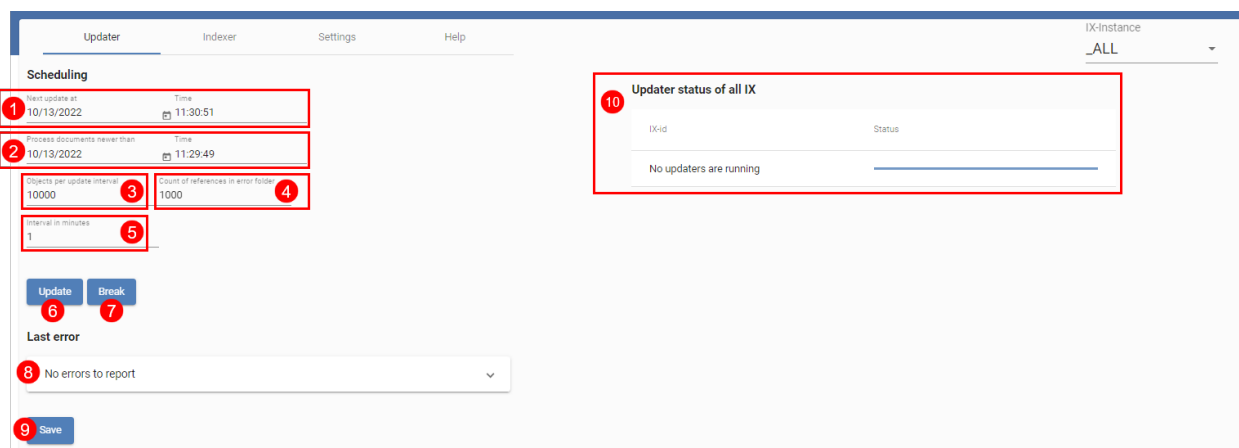 Updater Indexer Settings Help
IX-Instance
_ALL
Scheduling
1 Next update at Time
10/13/2022 11:30:51
2 Process documents newer than Time
10/13/2022 11:29:49
Objects per update interval 3
10000
Count of references in error folder 4
1000
Interval in minutes 5
1
Update Break
6 7
Last error
8 No errors to report
9 Save
10 Updater status of all IX
IX-id Status
No updaters are running